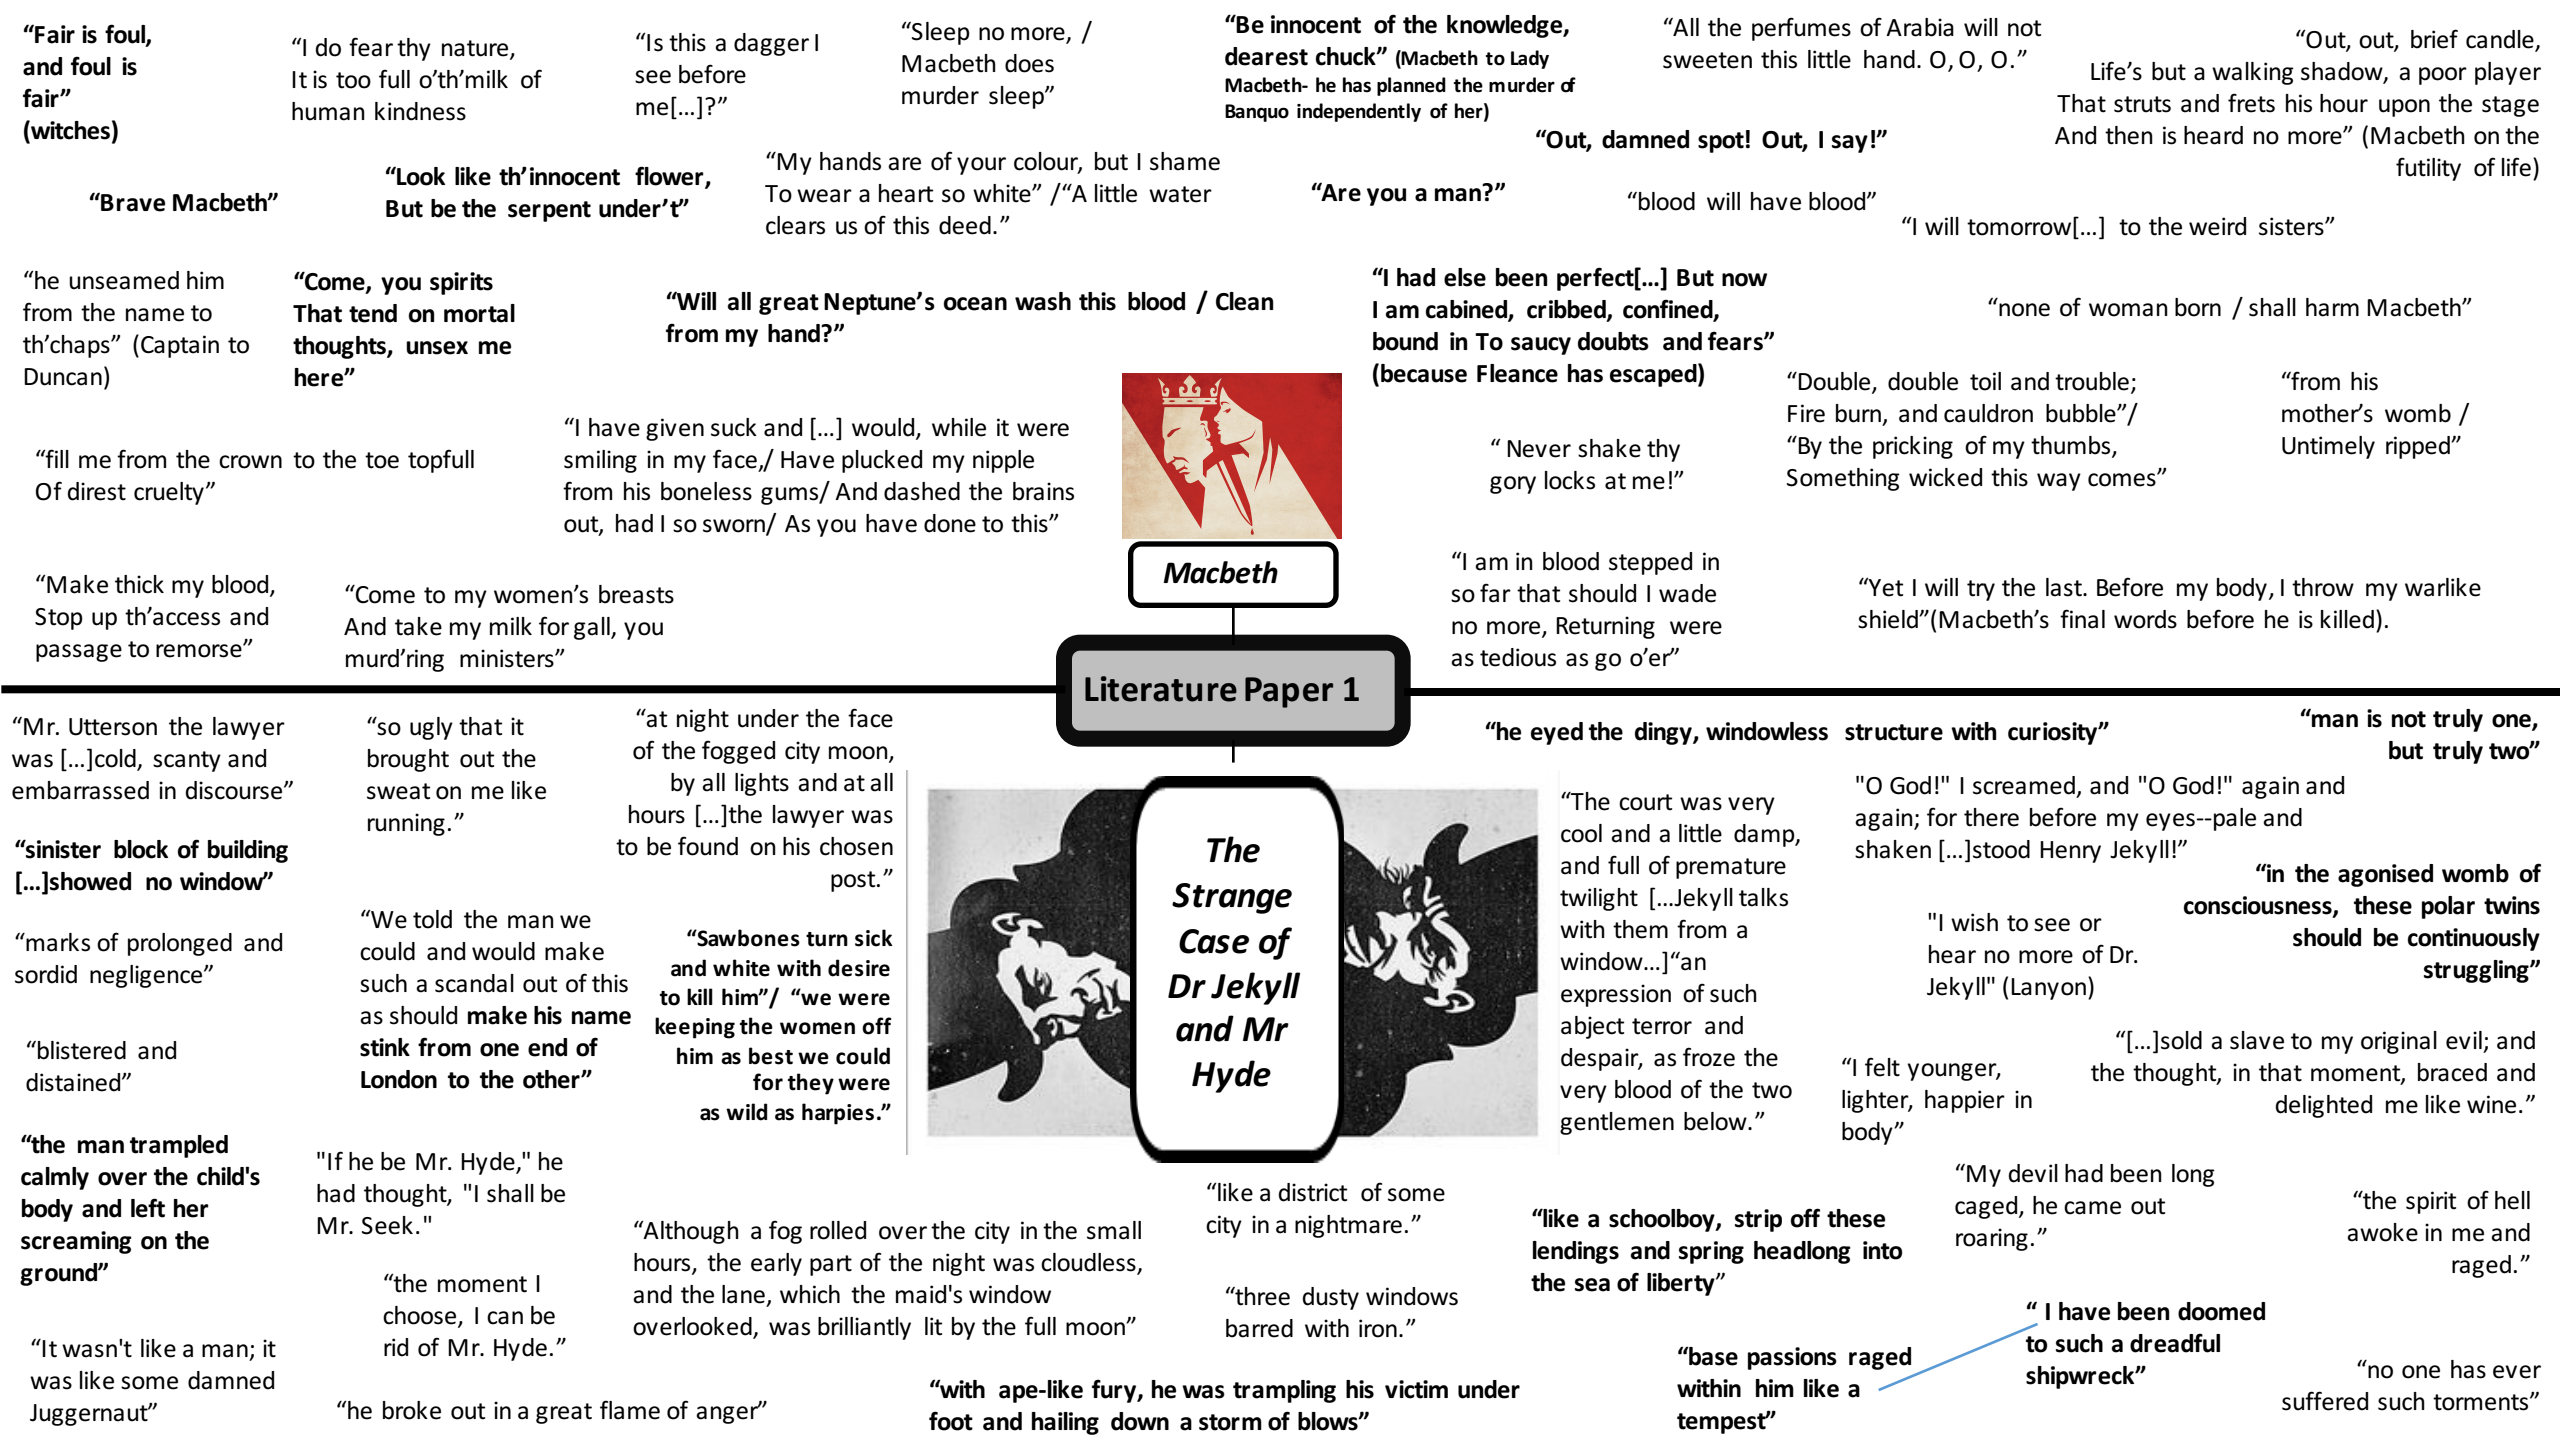 “Fair is foul,
and foul is
fair”
(witches)
“I do fear thy nature,
It is too full o’th’milk of
human kindness
“Is this a dagger I
see before
me[…]?”
“Sleep no more, /
Macbeth does
murder sleep”
“Be innocent of the knowledge,
dearest chuck” (Macbeth to Lady
Macbeth- he has planned the murder of
Banquo independently of her)
“All the perfumes of Arabia will not
sweeten this little hand. O, O, O.”
“Out, out, brief candle,
Life’s but a walking shadow, a poor player
That struts and frets his hour upon the stage
And then is heard no more” (Macbeth on the
futility of life)
“Brave Macbeth”
“Look like th’innocent flower,
But be the serpent under’t”
“My hands are of your colour, but I shame
To wear a heart so white” /“A little water
clears us of this deed.”
“Out, damned spot! Out, I say!”
“Are you a man?”
“blood will have blood”
“I will tomorrow[…] to the weird sisters”
“he unseamed him
from the name to
th’chaps” (Captain to
Duncan)
“Come, you spirits
That tend on mortal
thoughts, unsex me
here”
“Will all great Neptune’s ocean wash this blood / Clean
from my hand?”
“I had else been perfect[…] But now
I am cabined, cribbed, confined,
bound in To saucy doubts and fears”
(because Fleance has escaped)
“none of woman born / shall harm Macbeth”
“fill me from the crown to the toe topfull
Of direst cruelty”
“I have given suck and […] would, while it were
smiling in my face,/ Have plucked my nipple
from his boneless gums/ And dashed the brains
out, had I so sworn/ As you have done to this”
“ Never shake thy
gory locks at me!”
“Double, double toil and trouble;
Fire burn, and cauldron bubble”/
“By the pricking of my thumbs,
Something wicked this way comes”
“from his
mother’s womb /
Untimely ripped”
“Make thick my blood,
Stop up th’access and
passage to remorse”
“Come to my women’s breasts
And take my milk for gall, you
murd’ring ministers”
Macbeth
“I am in blood stepped in
so far that should I wade
no more, Returning were
as tedious as go o’er”
“Yet I will try the last. Before my body, I throw my warlike
shield”(Macbeth’s final words before he is killed).
Literature Paper 1
“Mr. Utterson the lawyer
was […]cold, scanty and
embarrassed in discourse”
“so ugly that it
brought out the
sweat on me like
running.”
“at night under the face
of the fogged city moon,
by all lights and at all
hours […]the lawyer was
to be found on his chosen
post.”
“he eyed the dingy, windowless structure with curiosity”
“man is not truly one,
but truly two”
“sinister block of building
[…]showed no window”
“marks of prolonged and
sordid negligence”
“We told the man we
could and would make
such a scandal out of this
as should make his name
stink from one end of
London to the other”
“Sawbones turn sick
and white with desire
to kill him”/ “we were
keeping the women off
him as best we could
for they were
as wild as harpies.”
The
Strange
Case of
Dr Jekyll
and Mr
Hyde
“The court was very
cool and a little damp,
and full of premature
twilight […Jekyll talks
with them from a
window…]“an
expression of such
abject terror and
despair, as froze the
very blood of the two
gentlemen below.”
"O God!" I screamed, and "O God!" again and
again; for there before my eyes--pale and
shaken […]stood Henry Jekyll!”
“in the agonised womb of
consciousness, these polar twins
should be continuously
struggling”
"I wish to see or
hear no more of Dr.
Jekyll" (Lanyon)
“blistered and
distained”
“I felt younger,
lighter, happier in
body”
“[…]sold a slave to my original evil; and
the thought, in that moment, braced and
delighted me like wine.”
“the man trampled
calmly over the child's
body and left her
screaming on the
ground”
"If he be Mr. Hyde," he
had thought, "I shall be
Mr. Seek."
“Although a fog rolled over the city in the small
hours, the early part of the night was cloudless,
and the lane, which the maid's window
overlooked, was brilliantly lit by the full moon”
“like a district of some
city in a nightmare.”
“like a schoolboy, strip off these
lendings and spring headlong into
the sea of liberty”
“My devil had been long
caged, he came out
roaring.”
“the spirit of hell
awoke in me and
raged.”
“the moment I
choose, I can be
rid of Mr. Hyde.”
“three dusty windows
barred with iron.”
“It wasn't like a man; it
was like some damned
Juggernaut”
“he broke out in a great flame of anger”
“with ape-like fury, he was trampling his victim under
foot and hailing down a storm of blows”
“base passions raged
within him like a
tempest”
“ I have been doomed
to such a dreadful
shipwreck”
“no one has ever
suffered such torments”